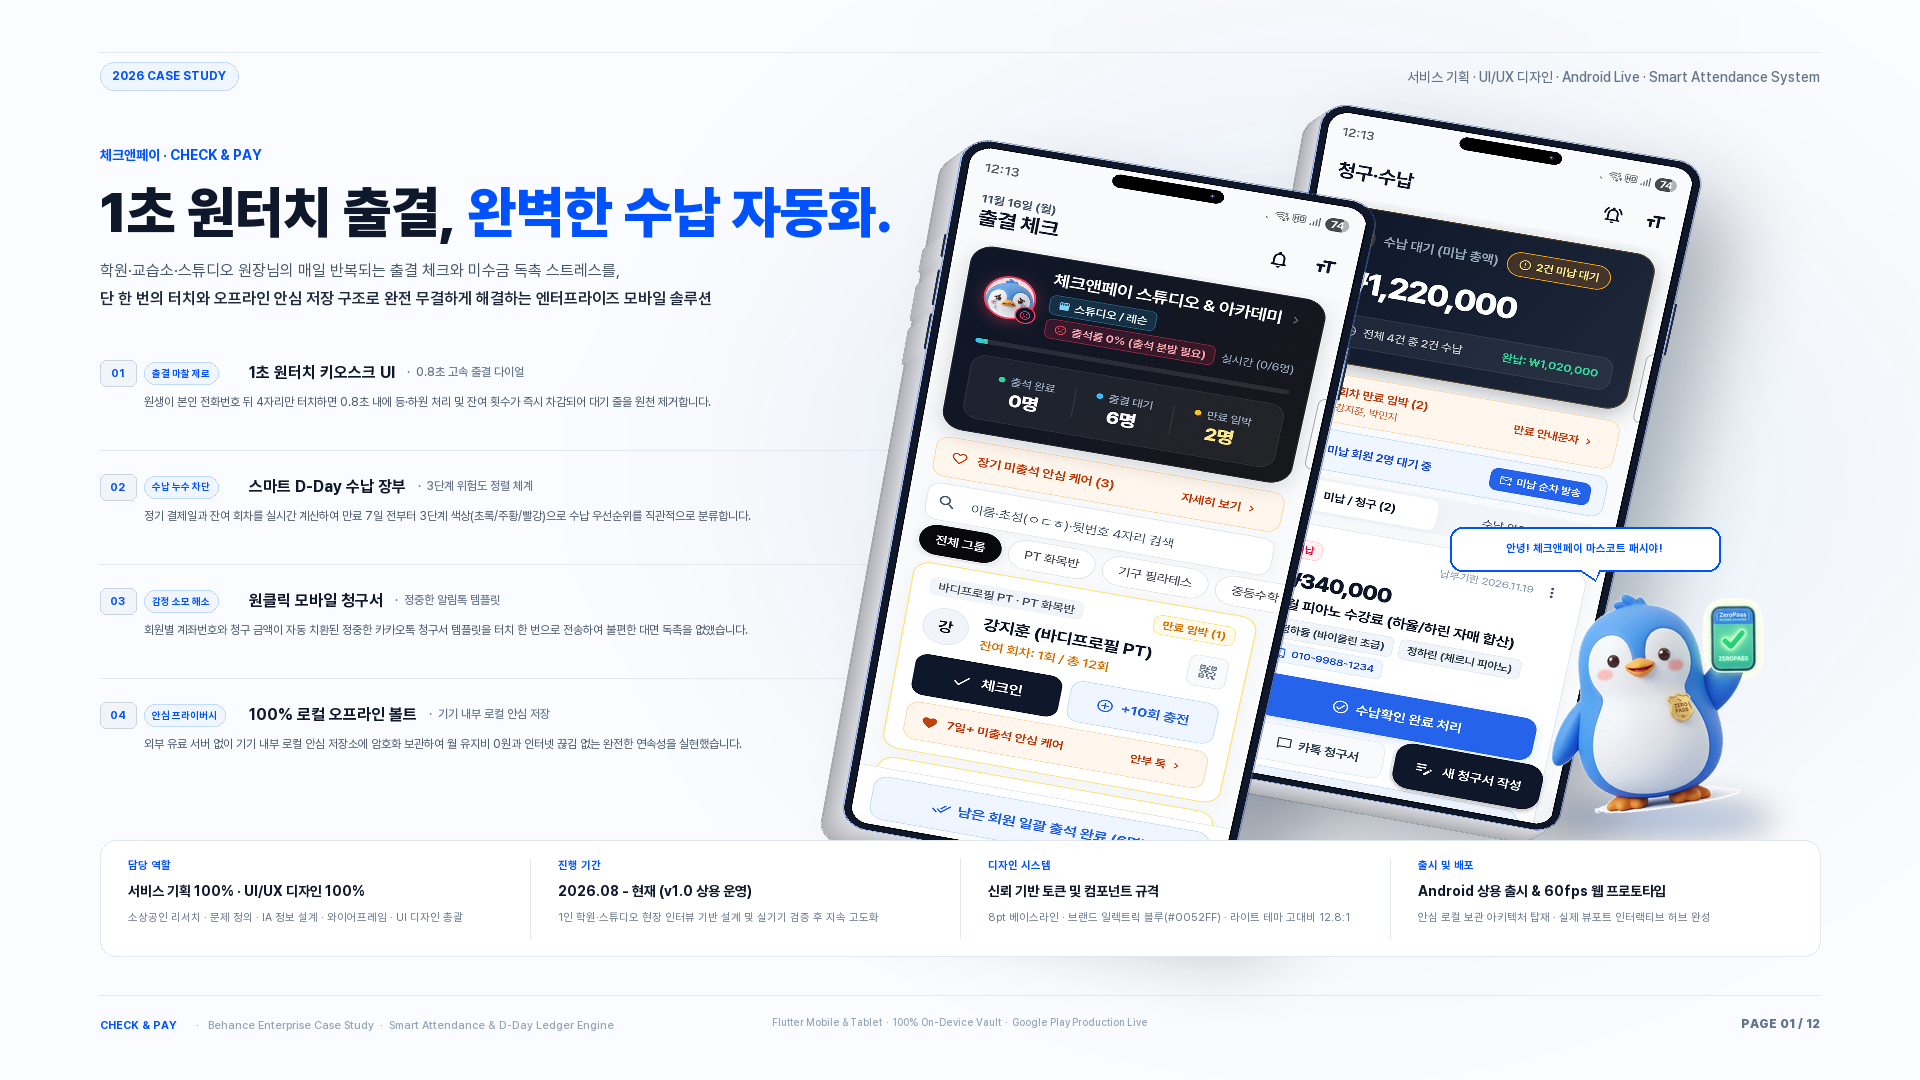 2026 CASE STUDY
서비스 기획 · UI/UX 디자인 · Android Live · Smart Attendance System
체크앤페이 · CHECK & PAY
1초 원터치 출결, 완벽한 수납 자동화.
학원·교습소·스튜디오 원장님의 매일 반복되는 출결 체크와 미수금 독촉 스트레스를,
단 한 번의 터치와 오프라인 안심 저장 구조로 완전 무결하게 해결하는 엔터프라이즈 모바일 솔루션
01 출결 마찰 제로 1초 원터치 키오스크 UI · 0.8초 고속 출결 다이얼
원생이 본인 전화번호 뒤 4자리만 터치하면 0.8초 내에 등·하원 처리 및 잔여 횟수가 즉시 차감되어 대기 줄을 원천 제거합니다.
02 수납 누수 차단 스마트 D-Day 수납 장부 · 3단계 위험도 정렬 체계
정기 결제일과 잔여 회차를 실시간 계산하여 만료 7일 전부터 3단계 색상(초록/주황/빨강)으로 수납 우선순위를 직관적으로 분류합니다.
03 감정 소모 해소 원클릭 모바일 청구서 · 정중한 알림톡 템플릿
회원별 계좌번호와 청구 금액이 자동 치환된 정중한 카카오톡 청구서 템플릿을 터치 한 번으로 전송하여 불편한 대면 독촉을 없앴습니다.
04 안심 프라이버시 100% 로컬 오프라인 볼트 · 기기 내부 로컬 안심 저장
외부 유료 서버 없이 기기 내부 로컬 안심 저장소에 암호화 보관하여 월 유지비 0원과 인터넷 끊김 없는 완전한 연속성을 실현했습니다.
12:13
74
11월 16일 (월)
출결 체크
체크앤페이 스튜디오 & 아카데미
스튜디오 / 레슨
출석률 0% (출석 분방 필요)
실시간 (0/6명)
출석 완료
0명
출결 대기
6명
만료 임박
2명
장기 미출석 안심 케어 (3)
자세히 보기
이름·초성(ㅇㄷㅎ)·뒷번호 4자리 검색
전체 그룹
PT 화목반
기구 필라테스
중등수학
바디프로필 PT · PT 화목반
만료 임박 (1)
강
강지훈 (바디프로필 PT)
잔여 회차: 1회 / 총 12회
체크인
+10회 충전
7일+ 미출석 안심 케어
안부 톡
남은 회원 일괄 출석 완료 (6명)
12:13
74
청구·수납
수납 대기 (미납 총액)
2건 미납 대기
₩1,220,000
전체 4건 중 2건 수납
완납: ₩1,020,000
회차 만료 임박 (2)
강지훈, 박민지
만료 안내문자
미납 회원 2명 대기 중
미납 순차 발송
미납 / 청구 (2)
납부기한 2026.11.19
₩340,000
월 피아노 수강료 (하율/하린 자매 합산)
정하율 (바이올린 초급)
정하린 (체르니 피아노)
010-9988-1234
수납확인 완료 처리
카톡 청구서
새 청구서 작성
안녕! 체크앤페이 마스코트 패시야!
ZeroPass
ZEROPASS
ZERO PASS
담당 역할
서비스 기획 100% · UI/UX 디자인 100%
소상공인 리서치 · 문제 정의 · IA 정보 설계 · 와이어프레임 · UI 디자인 총괄
진행 기간
2026.08 - 현재 (v1.0 상용 운영)
1인 학원·스튜디오 현장 인터뷰 기반 설계 및 실기기 검증 후 지속 고도화
디자인 시스템
신뢰 기반 토큰 및 컴포넌트 규격
8pt 베이스라인 · 브랜드 일렉트릭 블루(#0052FF) · 라이트 테마 고대비 12.8:1
출시 및 배포
Android 상용 출시 & 60fps 웹 프로토타입
안심 로컬 보관 아키텍처 탑재 · 실제 뷰포트 인터랙티브 허브 완성
CHECK & PAY · Behance Enterprise Case Study · Smart Attendance & D-Day Ledger Engine
Flutter Mobile & Tablet · 100% On-Device Vault · Google Play Production Live
PAGE 01 / 12